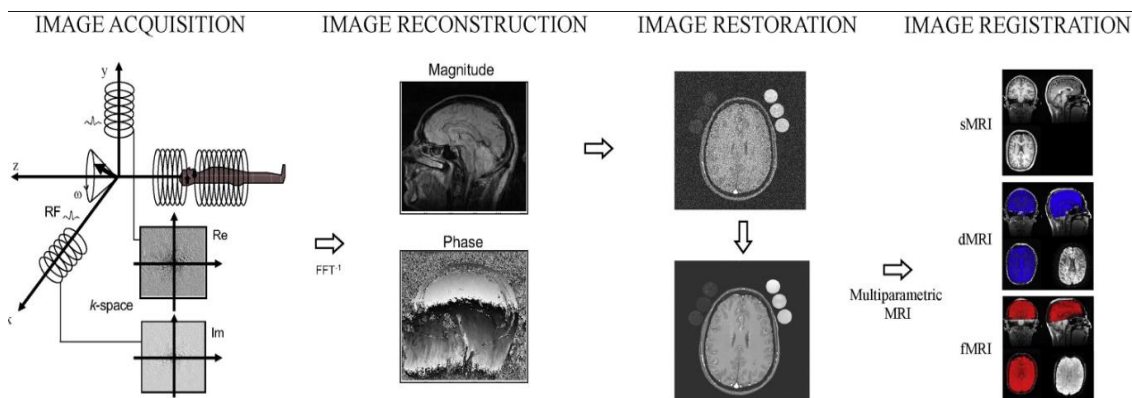 IMAGE ACQUISITION
IMAGE RECONSTRUCTION
IMAGE RESTORATION
IMAGE REGISTRATION
y
z
ω
RF
Re
k-space
Im
FFT-1
Magnitude
Phase
Multiparametric
MRI
sMRI
dMRI
fMRI